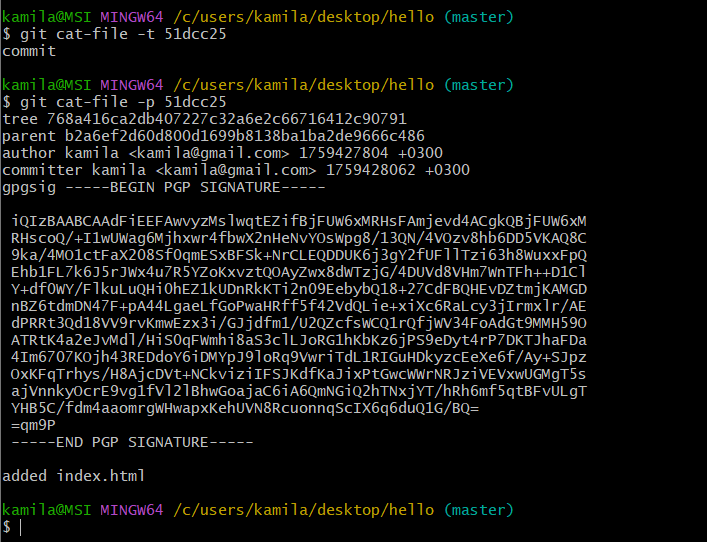 kamila@MSI MINGW64 /c/users/kamila/desktop/hello (master)
$ git cat-file -t 51dcc25
commit
kamila@MSI MINGW64 /c/users/kamila/desktop/hello (master)
$ git cat-file -p 51dcc25
tree 768a416ca2db407227c32a6e2c66716412c90791
parent b2a6ef2d60d800d1699b8138ba1ba2de9666c486
author kamila <kamila@gmail.com> 1759427804 +0300
committer kamila <kamila@gmail.com> 1759428062 +0300
gpgsig -----BEGIN PGP SIGNATURE-----
iQIzBAABCAAdFiEEFAwvyzMslwqtEZifBjFUW6xMRHsFAmjevd4ACgkQBjFUW6xM
RHscoQ/+I1wUWag6Mjhxwr4fbwX2nHeNvYOsWpg8/13QN/4VOzv8hb6DD5VKAQ8C
9ka/4MO1ctFaX2O8Sf0qmESxBFSk+NrCLEQDDUK6j3gY2fUFllTzi63h8WuxxFpQ
Ehb1FL7k6J5rJWx4u7R5YZoKxvztQOAyZwx8dWTzjG/4DUVd8VHm7WnTFh++D1Cl
Y+df0WY/FlkuLuQHiOhEZ1kUDnRkKTi2n09EebybQ18+27CdFBQHEvDZtmjKAMGD
nBZ6tdmDN47F+pA44LgaeLfGoPwaHRff5f42VdQLie+xiXc6RaLcy3jIrmxlr/AE
dPRRt3Qd18VV9rvKmwEzx3i/GJjdfm1/U2QZcfsWCQ1rQfjWV34FoAdGt9MMH59O
ATRtK4a2eJvMdl/HiSOqFWmhi8aS3clLJoRG1hKbKz6jPS9eDyt4rP7DKTJhaFDa
4Im67O7KOjh43REDdoY6iDMYpJ9loRq9VwriTdL1RIGuHDkyzcEeXe6f/Ay+SJpz
OxKFqTrhys/H8AjcDVt+NCkviziIFSJKdfKaJixPtGwcWWrNRJziVEVxwUGMgT5s
ajVnnkyOcrE9vg1fVl2lBhwGoajaC6iA6QmNGiQ2hTNxjYT/hRh6mf5qtBFvULgT
YHB5C/fdm4aaomrgWHwapxKehUVN8RcuonnqScIX6q6duQ1G/BQ=
=qm9P
-----END PGP SIGNATURE-----
added index.html
kamila@MSI MINGW64 /c/users/kamila/desktop/hello (master)
$